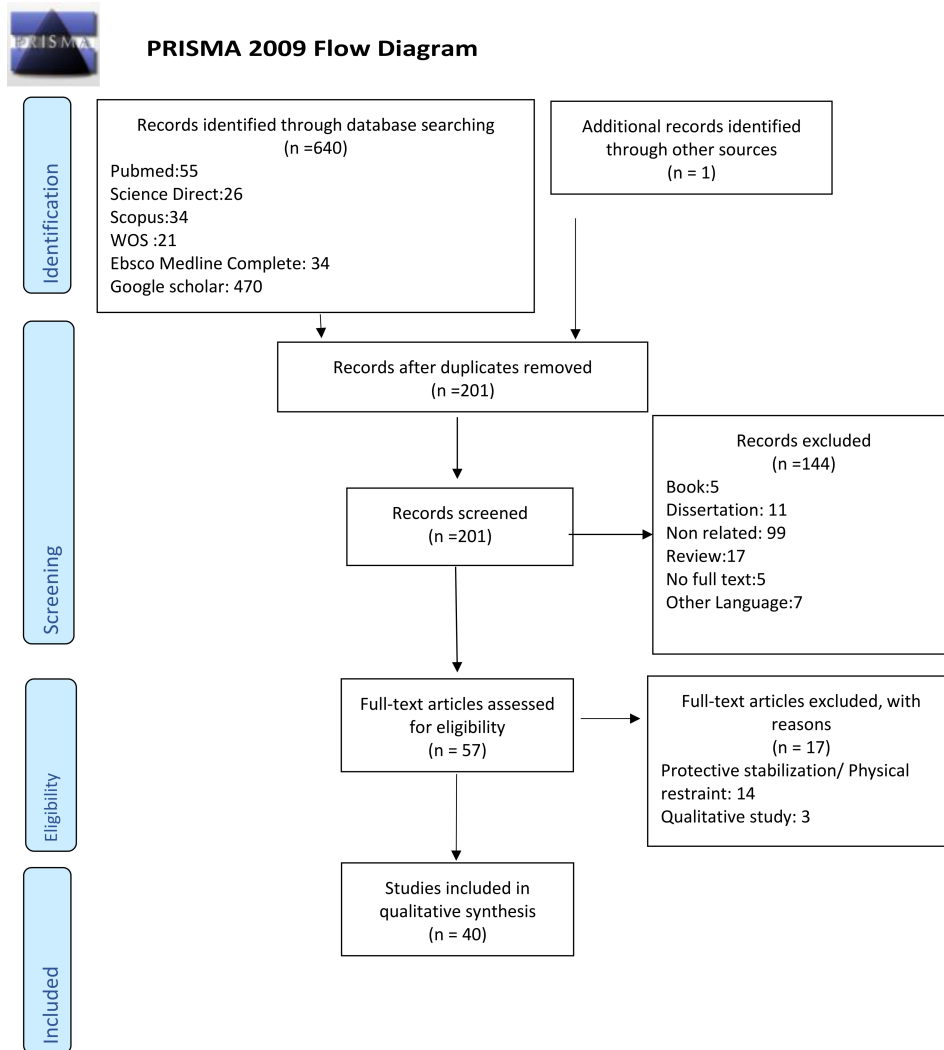 PRISMA
PRISMA 2009 Flow Diagram
Identification
Records identified through database searching
(n =640)
Pubmed:55
Science Direct:26
Scopus:34
WOS :21
Ebsco Medline Complete: 34
Google scholar: 470
Additional records identified
through other sources
(n = 1)
Screening
Records after duplicates removed
(n =201)
Records screened
(n =201)
Records excluded
(n =144)
Book:5
Dissertation: 11
Non related: 99
Review:17
No full text:5
Other Language:7
Eligibility
Full-text articles assessed
for eligibility
(n = 57)
Full-text articles excluded, with
reasons
(n = 17)
Protective stabilization/ Physical
restraint: 14
Qualitative study: 3
Included
Studies included in
qualitative synthesis
(n = 40)